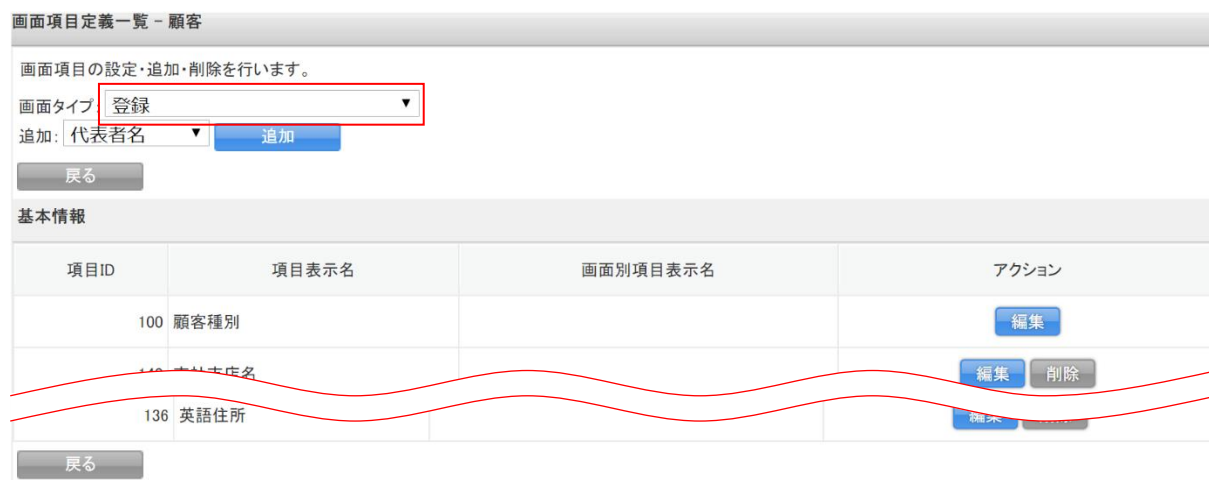 画面項目定義一覧 – 顧客
画面項目の設定・追加・削除を行います。
画面タイプ: 登録
追加: 代表者名 追加
戻る
基本情報
項目ID 項目表示名 画面別項目表示名 アクション
100 顧客種別 編集
編集 削除
136 英語住所 編集
戻る